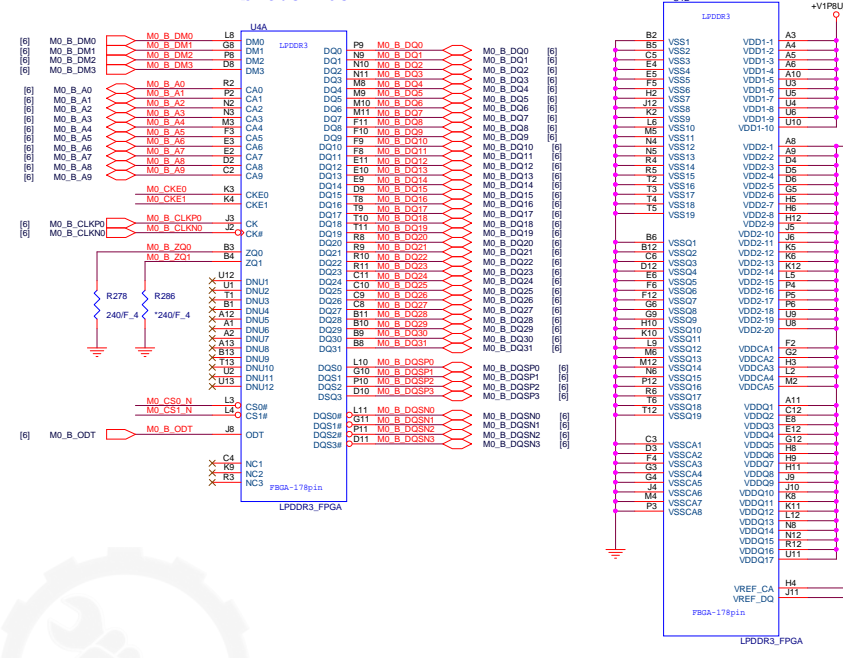 U4A
LPDDR3
[6] M0_B_DM0 M0_B_DM0 L8 DM0
[6] M0_B_DM1 M0_B_DM1 G8 DM1
[6] M0_B_DM2 M0_B_DM2 P8 DM2
[6] M0_B_DM3 M0_B_DM3 D8 DM3
[6] M0_B_A0 M0_B_A0 R2 CA0
[6] M0_B_A1 M0_B_A1 P2 CA1
[6] M0_B_A2 M0_B_A2 N2 CA2
[6] M0_B_A3 M0_B_A3 N3 CA3
[6] M0_B_A4 M0_B_A4 M3 CA4
[6] M0_B_A5 M0_B_A5 F3 CA5
[6] M0_B_A6 M0_B_A6 E3 CA6
[6] M0_B_A7 M0_B_A7 E2 CA7
[6] M0_B_A8 M0_B_A8 D2 CA8
[6] M0_B_A9 M0_B_A9 C2 CA9
M0_CKE0 K3 CKE0
M0_CKE1 K4 CKE1
[6] M0_B_CLKP0 M0_B_CLKP0 J3 CK
[6] M0_B_CLKN0 M0_B_CLKN0 J2 CK#
M0_B_ZQ0 B3 ZQ0
M0_B_ZQ1 B4 ZQ1
R278
240/F_4
R286
*240/F_4
U12 DNU1
U1 DNU2
T1 DNU3
B1 DNU4
A12 DNU5
A1 DNU6
A2 DNU7
A13 DNU8
B13 DNU9
T13 DNU10
U2 DNU11
U13 DNU12
M0_CS0_N L3 CS0#
M0_CS1_N L4 CS1#
[6] M0_B_ODT M0_B_ODT J8 ODT
C4 NC1
K9 NC2
R3 NC3
DQ0 P9 M0_B_DQ0 M0_B_DQ0 [6]
DQ1 N9 M0_B_DQ1 M0_B_DQ1 [6]
DQ2 N10 M0_B_DQ2 M0_B_DQ2 [6]
DQ3 N11 M0_B_DQ3 M0_B_DQ3 [6]
DQ4 M8 M0_B_DQ4 M0_B_DQ4 [6]
DQ5 M9 M0_B_DQ5 M0_B_DQ5 [6]
DQ6 M10 M0_B_DQ6 M0_B_DQ6 [6]
DQ7 M11 M0_B_DQ7 M0_B_DQ7 [6]
DQ8 F11 M0_B_DQ8 M0_B_DQ8 [6]
DQ9 F10 M0_B_DQ9 M0_B_DQ9 [6]
DQ10 F9 M0_B_DQ10 M0_B_DQ10 [6]
DQ11 F8 M0_B_DQ11 M0_B_DQ11 [6]
DQ12 E11 M0_B_DQ12 M0_B_DQ12 [6]
DQ13 E10 M0_B_DQ13 M0_B_DQ13 [6]
DQ14 E9 M0_B_DQ14 M0_B_DQ14 [6]
DQ15 D9 M0_B_DQ15 M0_B_DQ15 [6]
DQ16 T8 M0_B_DQ16 M0_B_DQ16 [6]
DQ17 T9 M0_B_DQ17 M0_B_DQ17 [6]
DQ18 T10 M0_B_DQ18 M0_B_DQ18 [6]
DQ19 T11 M0_B_DQ19 M0_B_DQ19 [6]
DQ20 R8 M0_B_DQ20 M0_B_DQ20 [6]
DQ21 R9 M0_B_DQ21 M0_B_DQ21 [6]
DQ22 R10 M0_B_DQ22 M0_B_DQ22 [6]
DQ23 R11 M0_B_DQ23 M0_B_DQ23 [6]
DQ24 C11 M0_B_DQ24 M0_B_DQ24 [6]
DQ25 C10 M0_B_DQ25 M0_B_DQ25 [6]
DQ26 C9 M0_B_DQ26 M0_B_DQ26 [6]
DQ27 C8 M0_B_DQ27 M0_B_DQ27 [6]
DQ28 B11 M0_B_DQ28 M0_B_DQ28 [6]
DQ29 B10 M0_B_DQ29 M0_B_DQ29 [6]
DQ30 B9 M0_B_DQ30 M0_B_DQ30 [6]
DQ31 B8 M0_B_DQ31 M0_B_DQ31 [6]
DQS0 L10 M0_B_DQSP0 M0_B_DQSP0 [6]
DQS1 G10 M0_B_DQSP1 M0_B_DQSP1 [6]
DQS2 P10 M0_B_DQSP2 M0_B_DQSP2 [6]
DSQ3 D10 M0_B_DQSP3 M0_B_DQSP3 [6]
DQS0# L11 M0_B_DQSN0 M0_B_DQSN0 [6]
DQS1# G11 M0_B_DQSN1 M0_B_DQSN1 [6]
DQS2# P11 M0_B_DQSN2 M0_B_DQSN2 [6]
DQS3# D11 M0_B_DQSN3 M0_B_DQSN3 [6]
FBGA-178pin
LPDDR3_FPGA
+V1P8U
LPDDR3
B2 VSS1
B5 VSS2
C5 VSS3
E4 VSS4
E5 VSS5
F5 VSS6
H2 VSS7
J12 VSS8
K2 VSS9
L6 VSS10
M5 VSS11
N4 VSS12
N5 VSS13
R4 VSS14
R5 VSS15
T2 VSS16
T3 VSS17
T4 VSS18
T5 VSS19
B6 VSSQ1
B12 VSSQ2
C6 VSSQ3
D12 VSSQ4
E6 VSSQ5
F6 VSSQ6
F12 VSSQ7
G6 VSSQ8
G9 VSSQ9
H10 VSSQ10
K10 VSSQ11
L9 VSSQ12
M6 VSSQ13
M12 VSSQ14
N6 VSSQ15
P12 VSSQ16
R6 VSSQ17
T6 VSSQ18
T12 VSSQ19
C3 VSSCA1
D3 VSSCA2
F4 VSSCA3
G3 VSSCA4
G4 VSSCA5
J4 VSSCA6
M4 VSSCA7
P3 VSSCA8
VDD1-1 A3
VDD1-2 A4
VDD1-3 A5
VDD1-4 A6
VDD1-5 A10
VDD1-6 U3
VDD1-7 U5
VDD1-8 U4
VDD1-9 U6
VDD1-10 U10
VDD2-1 A8
VDD2-2 A9
VDD2-3 D4
VDD2-4 D5
VDD2-5 D6
VDD2-6 G5
VDD2-7 H5
VDD2-8 H6
VDD2-9 H12
VDD2-10 J5
VDD2-11 J6
VDD2-12 K5
VDD2-13 K6
VDD2-14 K12
VDD2-15 L5
VDD2-16 P4
VDD2-17 P5
VDD2-18 P6
VDD2-19 U9
VDD2-20 U8
VDDCA1 F2
VDDCA2 G2
VDDCA3 H3
VDDCA4 L2
VDDCA5 M2
VDDQ1 A11
VDDQ2 C12
VDDQ3 E8
VDDQ4 E12
VDDQ5 G12
VDDQ6 H8
VDDQ7 H9
VDDQ8 H11
VDDQ9 J9
VDDQ10 J10
VDDQ11 K8
VDDQ12 K11
VDDQ13 L12
VDDQ14 N8
VDDQ15 N12
VDDQ16 R12
VDDQ17 U11
VREF_CA H4
VREF_DQ J11
FBGA-178pin
LPDDR3_FPGA